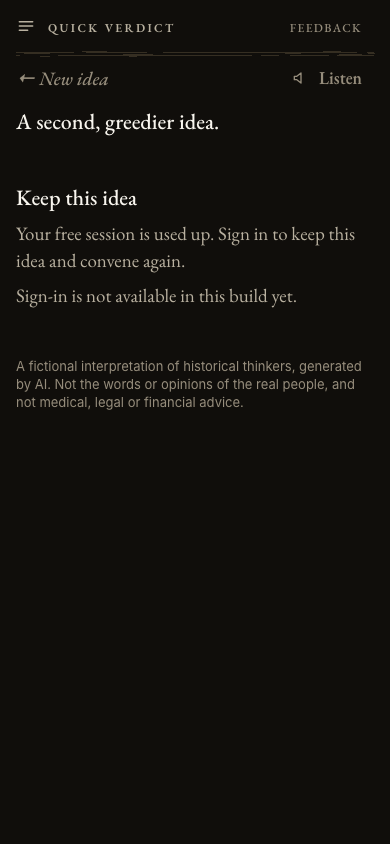 QUICK VERDICT
FEEDBACK
← New idea
Listen
A second, greedier idea.
Keep this idea
Your free session is used up. Sign in to keep this
idea and convene again.
Sign-in is not available in this build yet.
A fictional interpretation of historical thinkers, generated
by AI. Not the words or opinions of the real people, and
not medical, legal or financial advice.